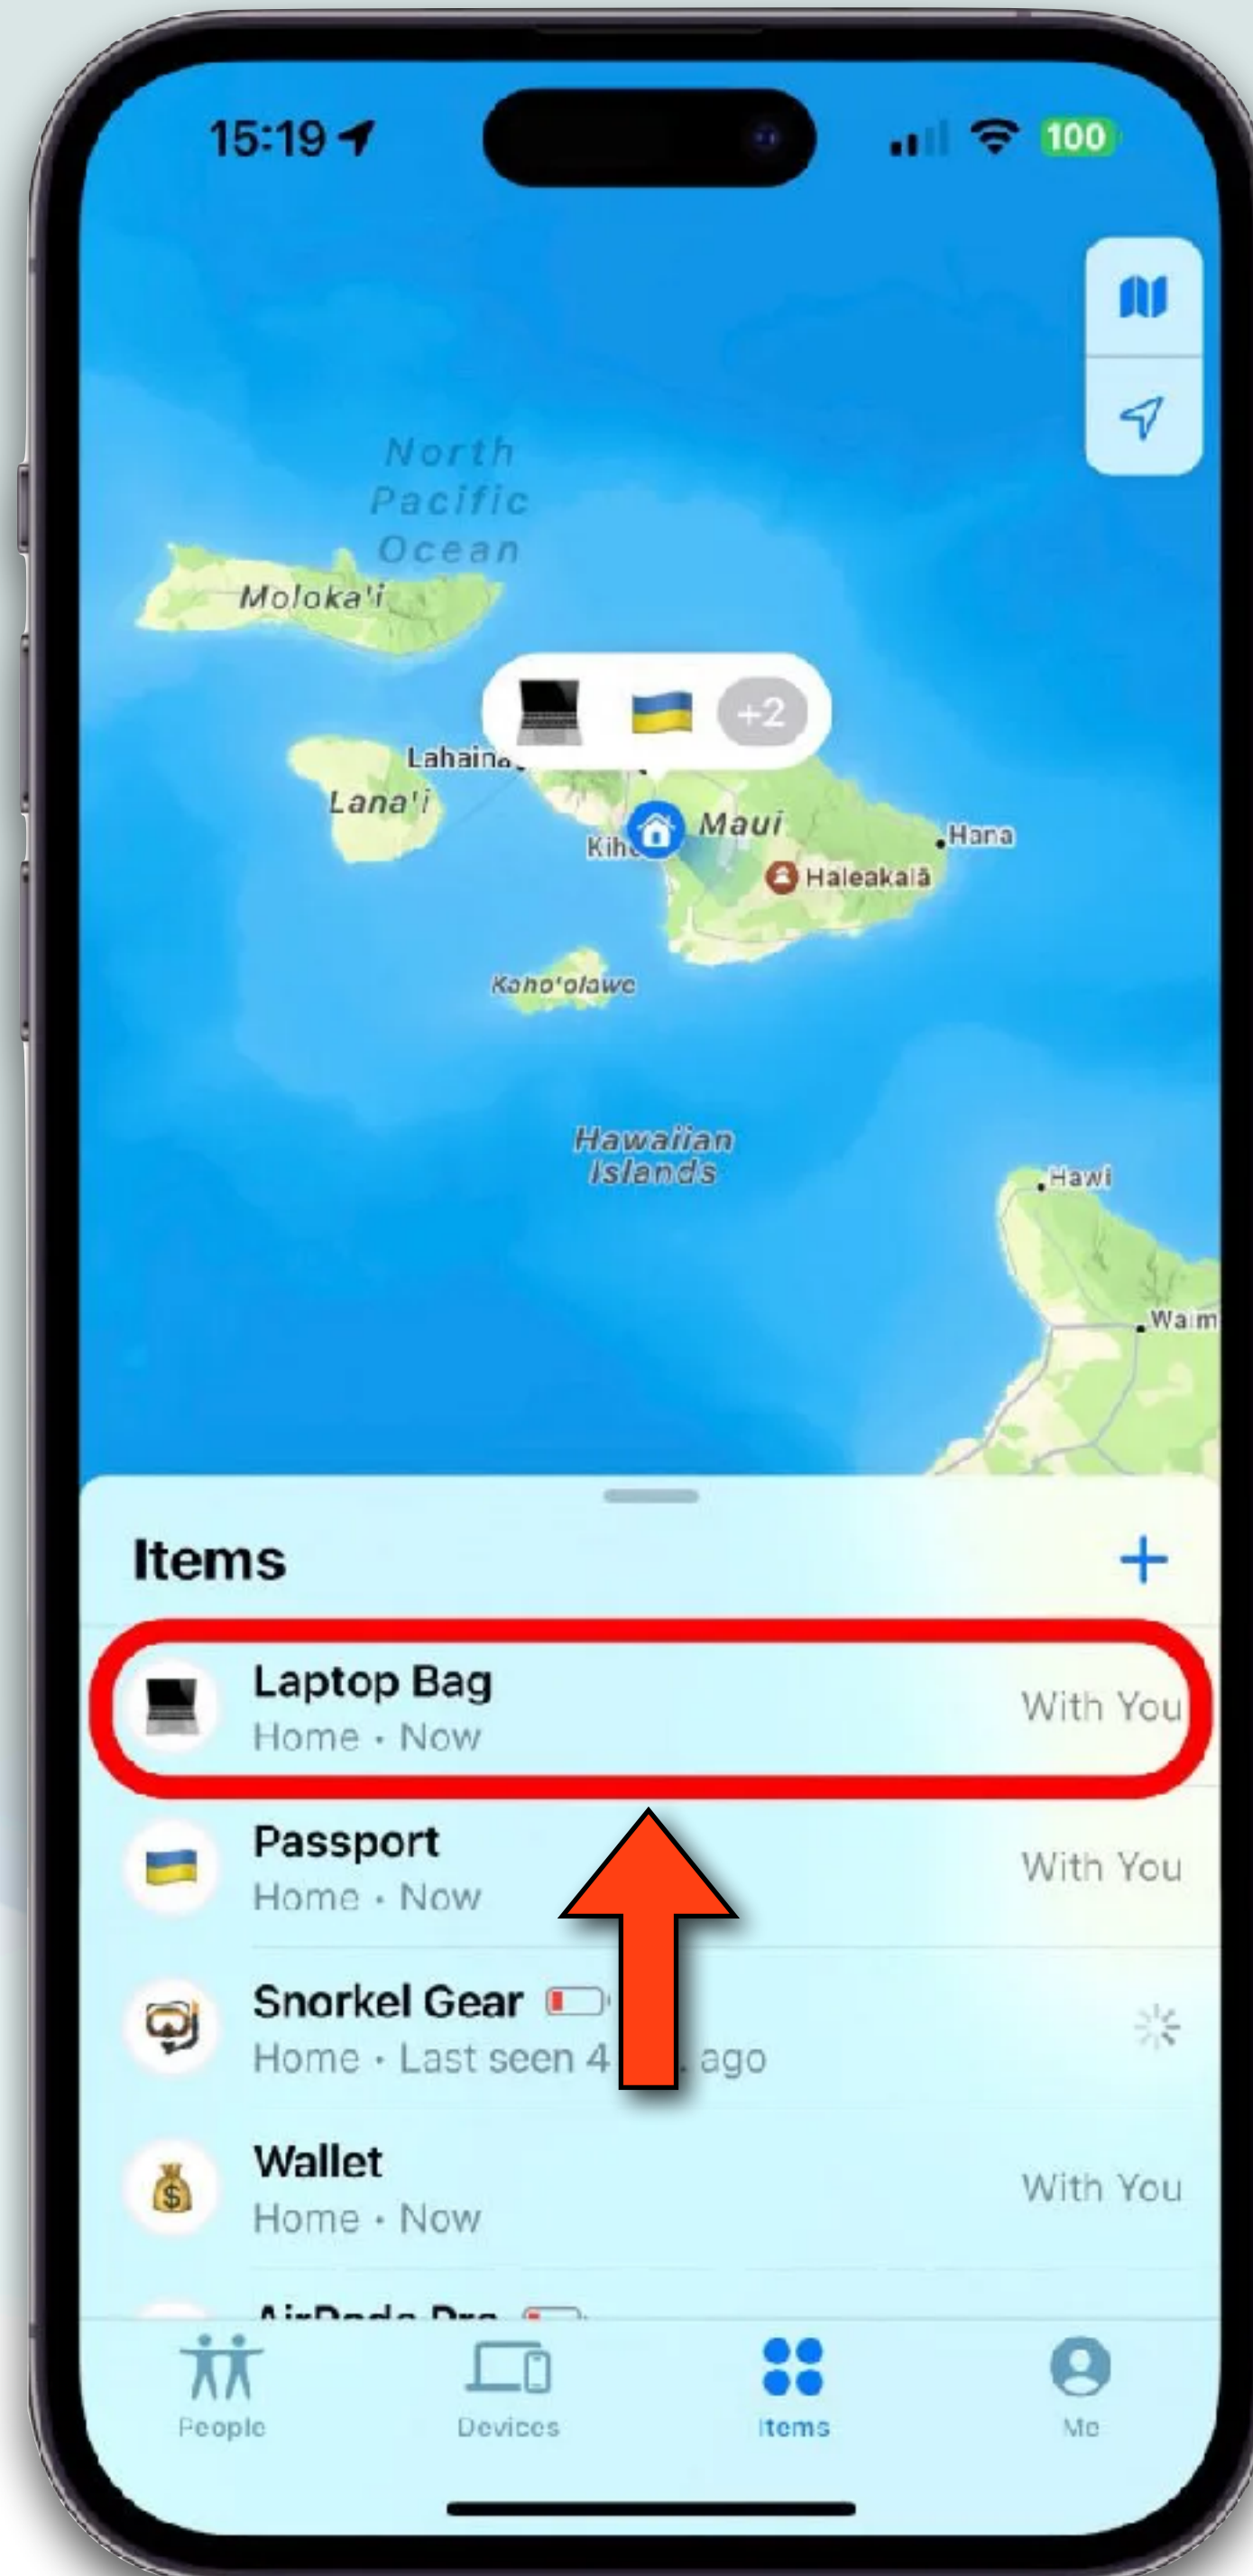 15:19
100
North
Pacific
Ocean
Moloka'i
+2
Lahaina
Lana'i
Maui
Hana
Haleakalā
Kaho'olawe
Hawaiian
Islands
Hawi
Items
Laptop Bag
Home • Now
With You
Passport
Home • Now
With You
Snorkel Gear
Home • Last seen 4 ago
Wallet
Home • Now
With You
AirPods Pro
People
Devices
Items
Me